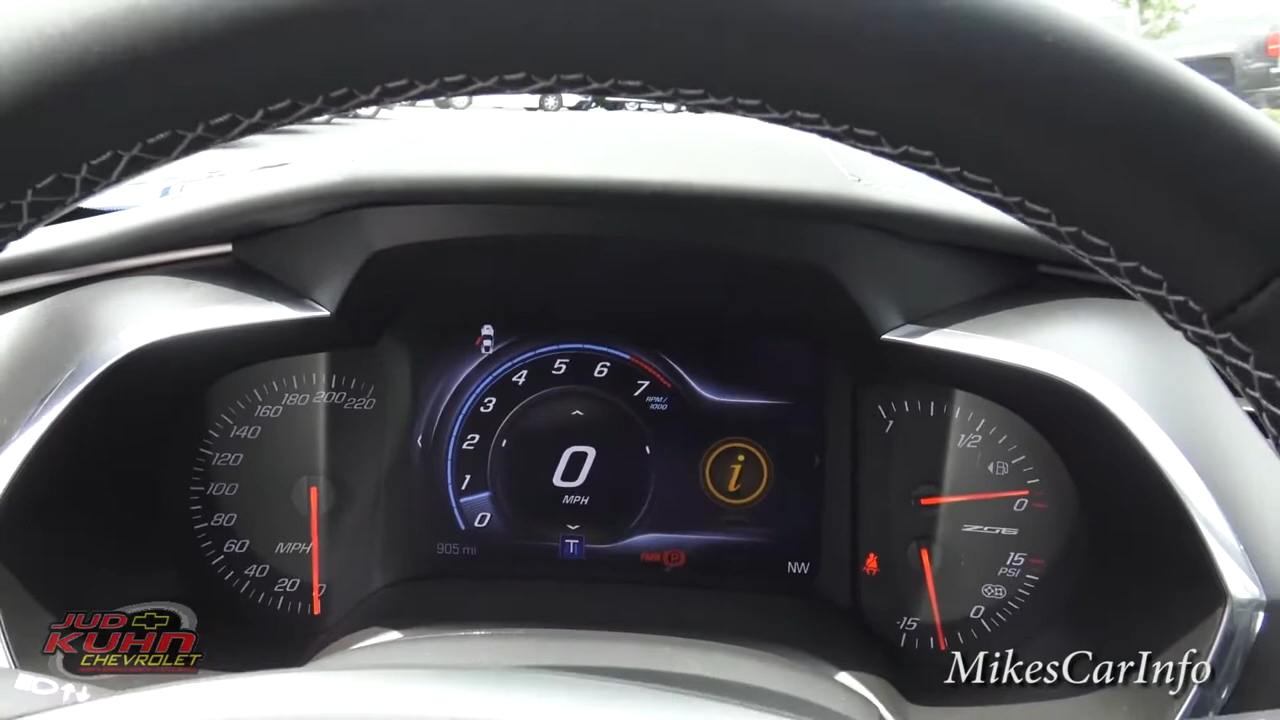 220
200
180
160
140
120
100
80
60
40
20
0
MPH
7
6
5
4
3
2
1
0
RPM/
1000
0
MPH
905 mi
T
i
PARK P
NW
1
1/2
0
Z06
15
PSI
0
-15
JUD
KUHN
CHEVROLET
MikesCarInfo